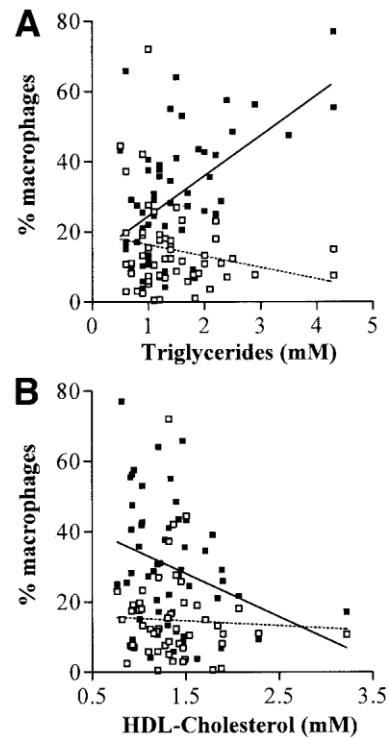 A
80
60
40
20
0
% macrophages
0 1 2 3 4 5
Triglycerides (mM)
B
80
60
40
20
0
% macrophages
0.5 1.5 2.5 3.5
HDL-Cholesterol (mM)